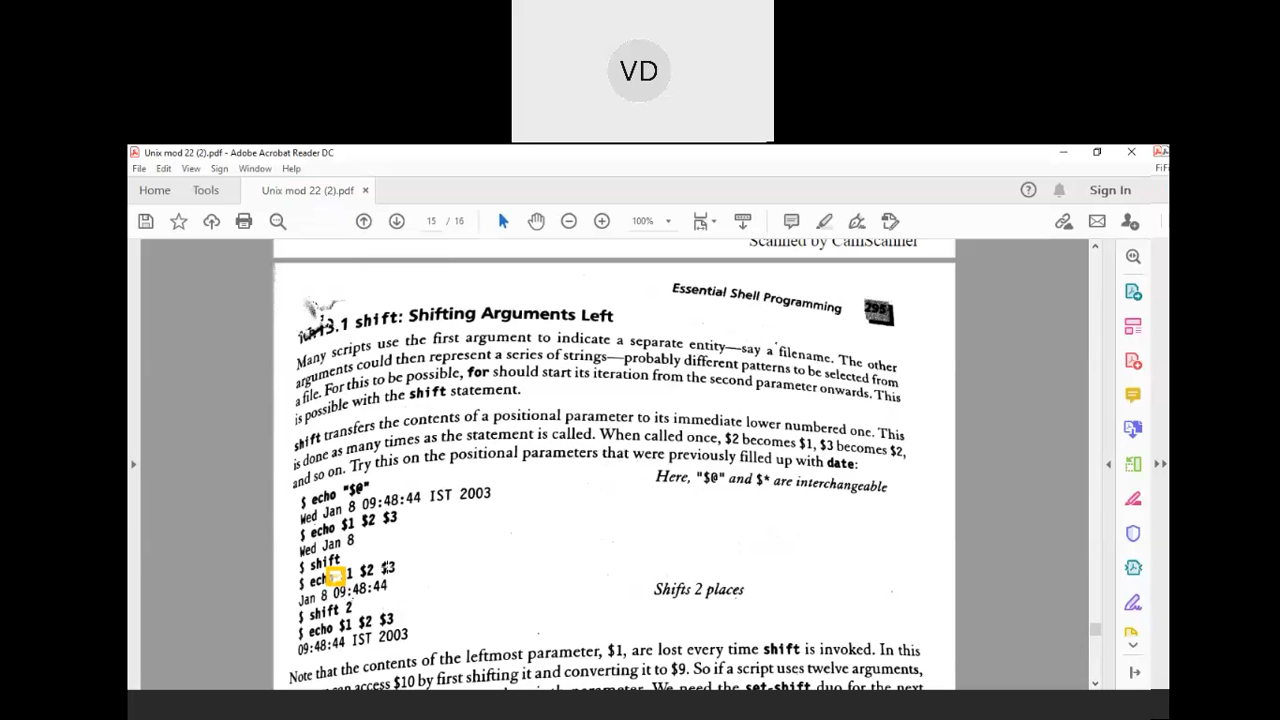 VD
Unix mod 22 (2).pdf - Adobe Acrobat Reader DC
File Edit View Sign Window Help
FiFi
Home Tools Unix mod 22 (2).pdf × Sign In
15 / 16 100%
Scanned by CamScanner
Essential Shell Programming 295
13.1 shift: Shifting Arguments Left
Many scripts use the first argument to indicate a separate entity—say a filename. The other
arguments could then represent a series of strings—probably different patterns to be selected from
a file. For this to be possible, for should start its iteration from the second parameter onwards. This
is possible with the shift statement.
shift transfers the contents of a positional parameter to its immediate lower numbered one. This
is done as many times as the statement is called. When called once, $2 becomes $1, $3 becomes $2,
and so on. Try this on the positional parameters that were previously filled up with date:
$ echo "$@" Here, "$@" and $* are interchangeable
Wed Jan 8 09:48:44 IST 2003
$ echo $1 $2 $3
Wed Jan 8
$ shift
$ ech 1 $2 $3
Jan 8 09:48:44
$ shift 2 Shifts 2 places
$ echo $1 $2 $3
09:48:44 IST 2003
Note that the contents of the leftmost parameter, $1, are lost every time shift is invoked. In this
access $10 by first shifting it and converting it to $9. So if a script uses twelve arguments,
parameter. We need the set-shift duo for the next